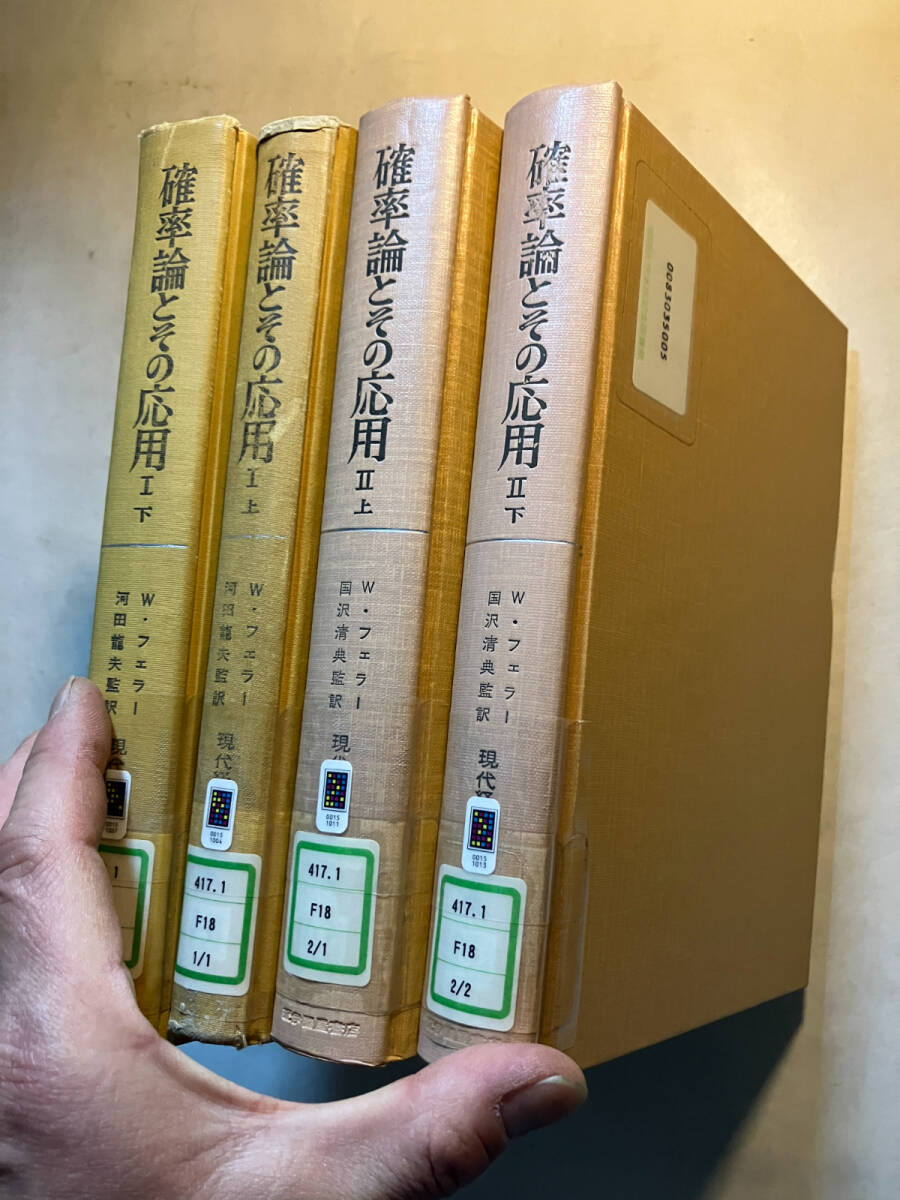 確率論とその応用 I 下
W・フェラー
河田龍夫監訳
1
確率論とその応用 I 上
W・フェラー
河田龍夫監訳
現代経
0015
1004
417.1
F18
1/1
確率論とその応用 II 上
W・フェラー
国沢清典監訳
現代
0015
1011
417.1
F18
2/1
確率論とその応用 II 下
W・フェラー
国沢清典監訳
現代経
0015
1013
417.1
F18
2/2
0083035005